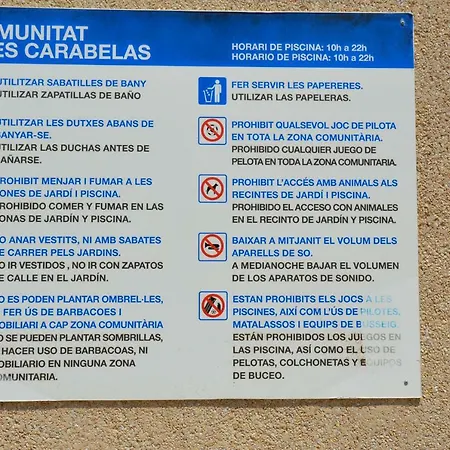 MUNITAT
ES CARABELAS
HORARI DE PISCINA: 10h a 22h
HORARIO DE PISCINA: 10h a 22h
UTILITZAR SABATILLES DE BANY
UTILIZAR ZAPATILLAS DE BAÑO
UTILITZAR LES DUTXES ABANS DE
BANYAR-SE.
UTILIZAR LAS DUCHAS ANTES DE
BAÑARSE.
PROHIBIT MENJAR I FUMAR A LES
ZONES DE JARDÍ I PISCINA.
PROHIBIDO COMER Y FUMAR EN LAS
ZONAS DE JARDÍN Y PISCINA.
NO ANAR VESTITS, NI AMB SABATES
DE CARRER PELS JARDINS.
NO IR VESTIDOS , NO IR CON ZAPATOS
DE CALLE EN EL JARDÍN.
NO ES PODEN PLANTAR OMBREL·LES,
FER ÚS DE BARBACOES I
MOBILIARI A CAP ZONA COMUNITÀRIA
NO SE PUEDEN PLANTAR SOMBRILLAS,
HACER USO DE BARBACOAS, NI
MOBILIARIO EN NINGUNA ZONA
COMUNITARIA.
FER SERVIR LES PAPERERES.
UTILIZAR LAS PAPELERAS.
PROHIBIT QUALSEVOL JOC DE PILOTA
EN TOTA LA ZONA COMUNITÀRIA.
PROHIBIDO CUALQUIER JUEGO DE
PELOTA EN TODA LA ZONA COMUNITARIA.
PROHIBIT L'ACCÉS AMB ANIMALS ALS
RECINTES DE JARDÍ I PISCINA.
PROHIBIDO EL ACCESO CON ANIMALES
EN EL RECINTO DE JARDÍN Y PISCINA.
BAIXAR A MITJANIT EL VOLUM DELS
APARELLS DE SO.
A MEDIANOCHE BAJAR EL VOLUMEN
DE LOS APARATOS DE SONIDO.
ESTAN PROHIBITS ELS JOCS A LES
PISCINES, AIXÍ COM L'ÚS DE PILOTES,
MATALASSOS I EQUIPS DE BUSSEIG.
ESTÁN PROHIBIDOS LOS JUEGOS EN
LAS PISCINA, ASÍ COMO EL USO DE
PELOTAS, COLCHONETAS Y EQUIPOS
DE BUCEO.